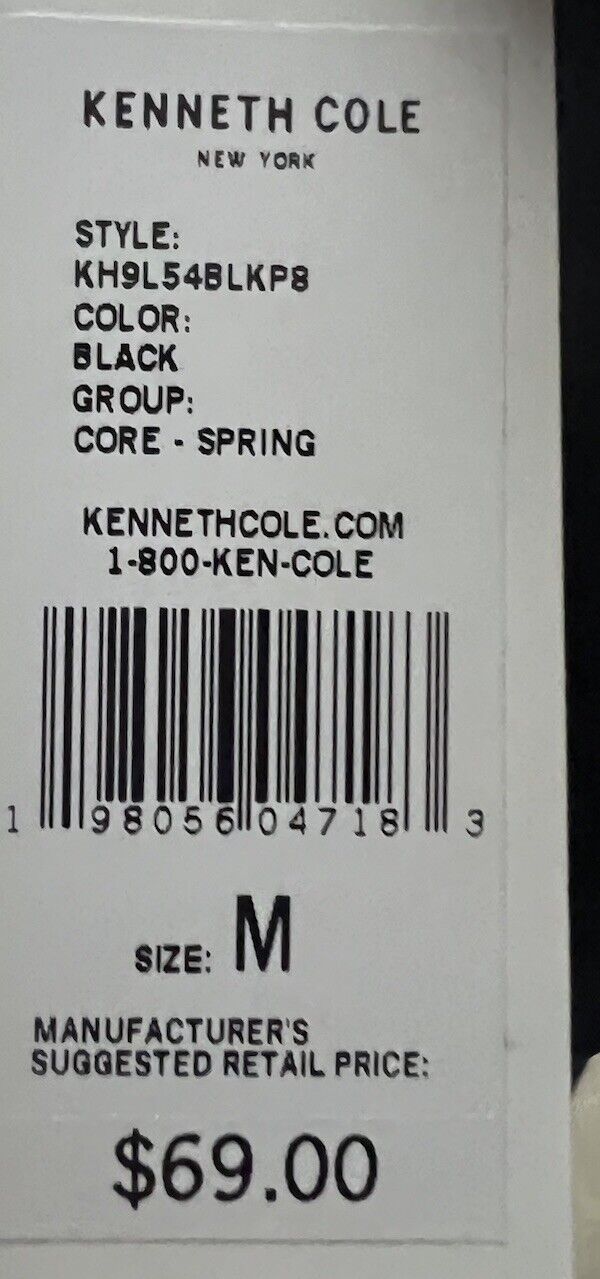 KENNETH COLE
NEW YORK
STYLE:
KH9L54BLKP8
COLOR:
BLACK
GROUP:
CORE - SPRING
KENNETHCOLE.COM
1-800-KEN-COLE
1 98056 04718 3
SIZE: M
MANUFACTURER'S
SUGGESTED RETAIL PRICE:
$69.00